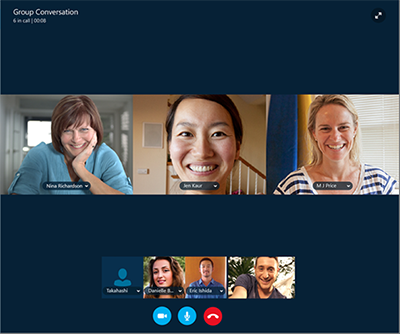 Group Conversation
6 in call | 00:08
Nina Richardson
Jen Kaur
M J Price
Takahashi
Danielle B...
Eric Ishida